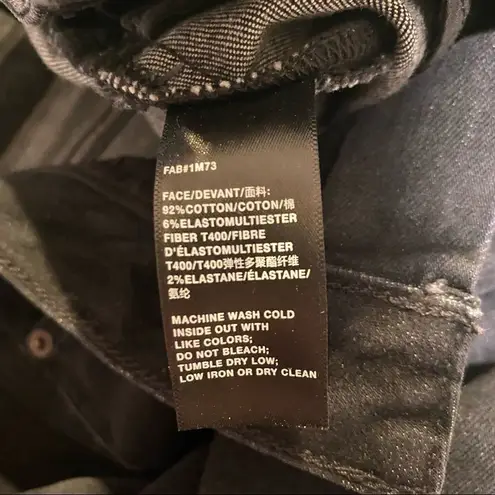 FAB#1M73
FACE/DEVANT/面料:
92%COTTON/COTON/棉
6%ELASTOMULTIESTER
FIBER T400/FIBRE
D'ÉLASTOMULTIESTER
T400/T400弹性多聚酯纤维
2%ELASTANE/ÉLASTANE/
氨纶
MACHINE WASH COLD
INSIDE OUT WITH
LIKE COLORS;
DO NOT BLEACH;
TUMBLE DRY LOW;
LOW IRON OR DRY CLEAN